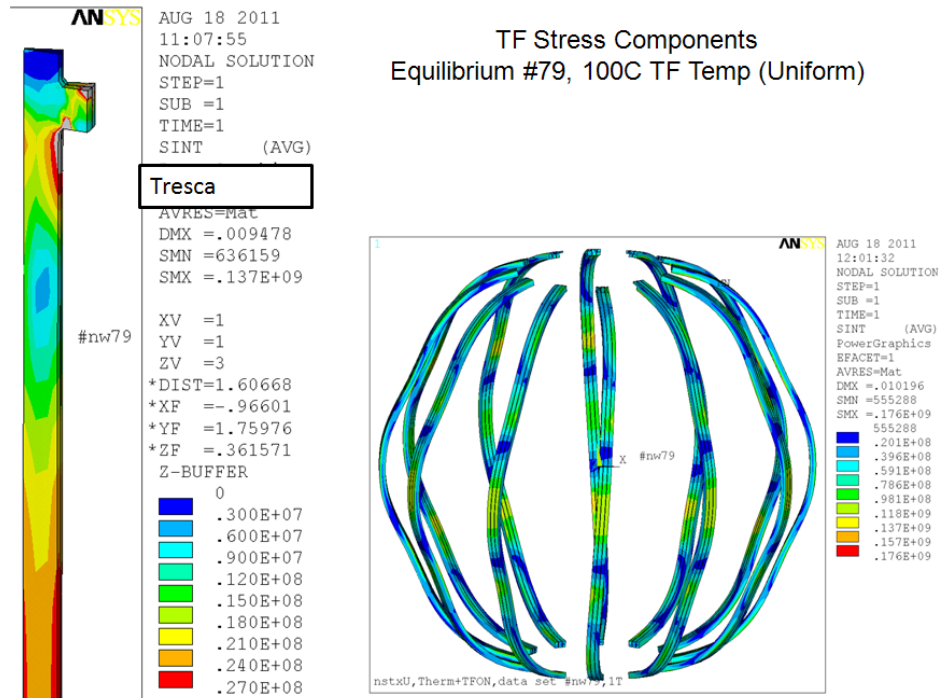 TF Stress Components
Equilibrium #79, 100C TF Temp (Uniform)
ANSYS
AUG 18 2011
11:07:55
NODAL SOLUTION
STEP=1
SUB =1
TIME=1
SINT (AVG)
Tresca
AVRES=Mat
DMX =.009478
SMN =636159
SMX =.137E+09
XV =1
YV =1
ZV =3
*DIST=1.60668
*XF =-.96601
*YF =1.75976
*ZF =.361571
Z-BUFFER
0
.300E+07
.600E+07
.900E+07
.120E+08
.150E+08
.180E+08
.210E+08
.240E+08
.270E+08
#nw79
1
ANSYS
AUG 18 2011
12:01:32
NODAL SOLUTION
STEP=1
SUB =1
TIME=1
SINT (AVG)
PowerGraphics
EFACET=1
AVRES=Mat
DMX =.010196
SMN =555288
SMX =.176E+09
555288
.201E+08
.396E+08
.591E+08
.786E+08
.981E+08
.118E+09
.137E+09
.157E+09
.176E+09
X #nw79
nstxU,Therm+TFON,data set #nw79,1T